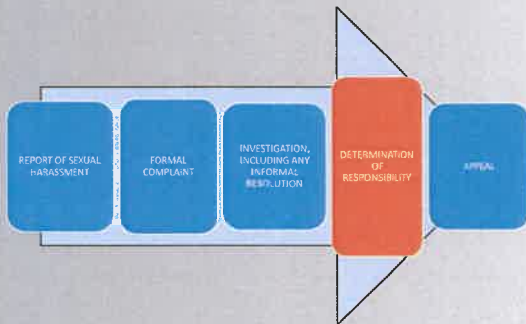 REPORT OF SEXUAL
HARASSMENT
FORMAL
COMPLAINT
INVESTIGATION,
INCLUDING ANY
INFORMAL
RESOLUTION
DETERMINATION
OF
RESPONSIBILITY
APPEAL